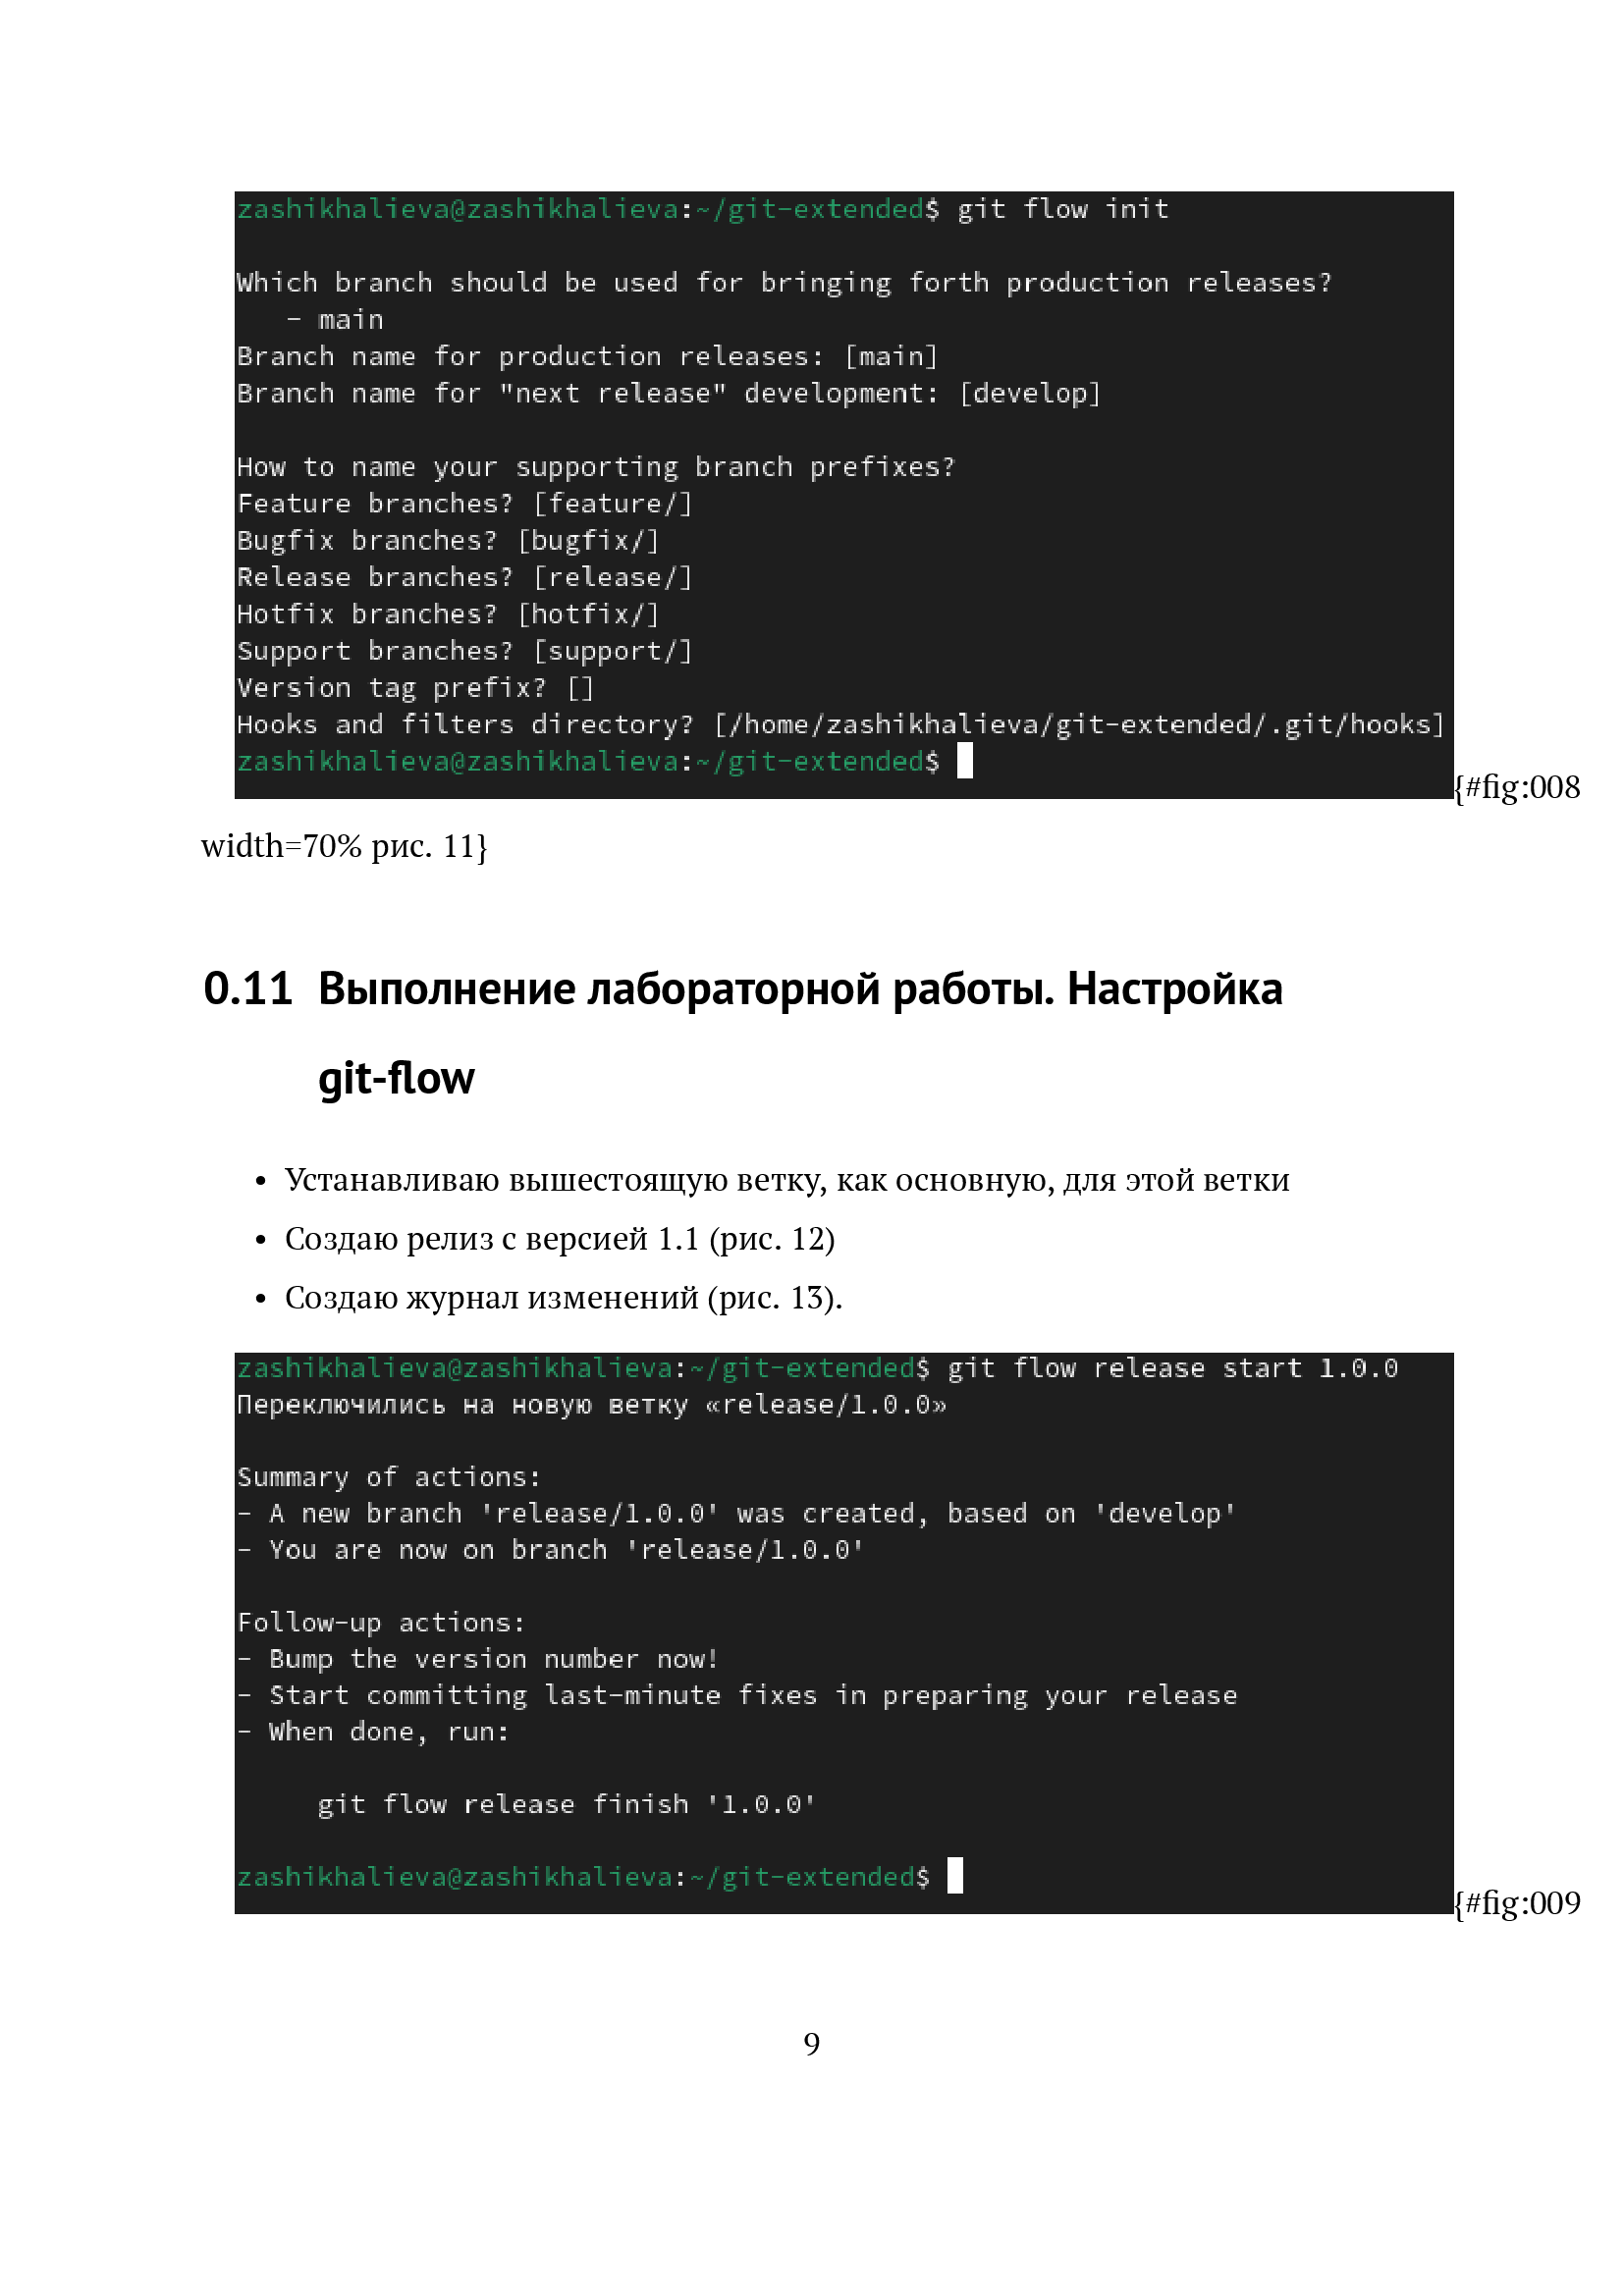 zashikhalieva@zashikhalieva:~/git-extended$ git flow init
Which branch should be used for bringing forth production releases?
- main
Branch name for production releases: [main]
Branch name for "next release" development: [develop]
How to name your supporting branch prefixes?
Feature branches? [feature/]
Bugfix branches? [bugfix/]
Release branches? [release/]
Hotfix branches? [hotfix/]
Support branches? [support/]
Version tag prefix? []
Hooks and filters directory? [/home/zashikhalieva/git-extended/.git/hooks]
zashikhalieva@zashikhalieva:~/git-extended$
{#fig:008
width=70% рис. 11}
0.11 Выполнение лабораторной работы. Настройка
git-flow
• Устанавливаю вышестоящую ветку, как основную, для этой ветки
• Создаю релиз с версией 1.1 (рис. 12)
• Создаю журнал изменений (рис. 13).
zashikhalieva@zashikhalieva:~/git-extended$ git flow release start 1.0.0
Переключились на новую ветку «release/1.0.0»
Summary of actions:
- A new branch 'release/1.0.0' was created, based on 'develop'
- You are now on branch 'release/1.0.0'
Follow-up actions:
- Bump the version number now!
- Start committing last-minute fixes in preparing your release
- When done, run:
git flow release finish '1.0.0'
zashikhalieva@zashikhalieva:~/git-extended$
{#fig:009
9